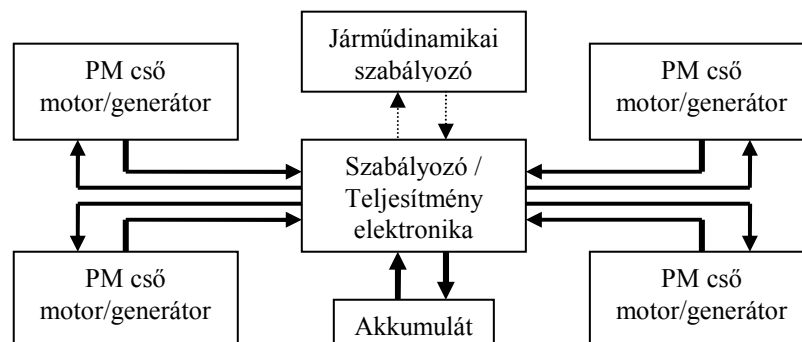 Járműdinamikai
szabályozó
PM cső
motor/generátor
PM cső
motor/generátor
Szabályozó /
Teljesítmény
elektronika
PM cső
motor/generátor
PM cső
motor/generátor
Akkumulát